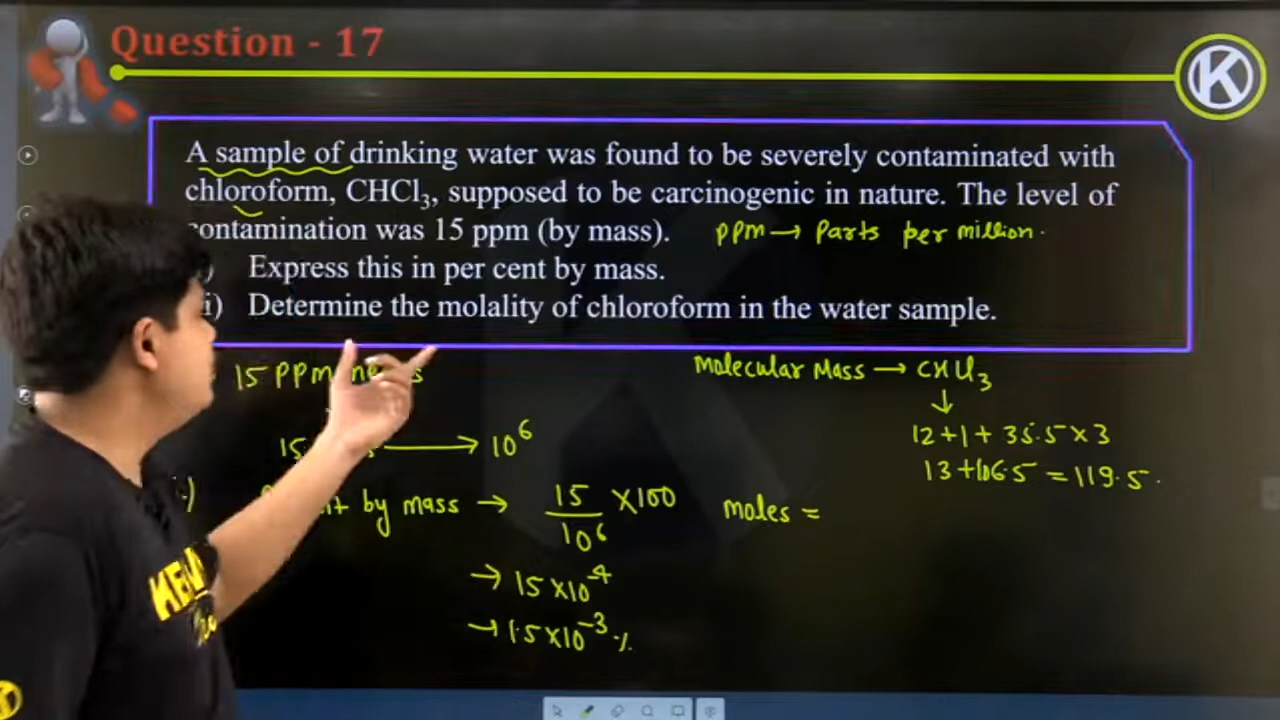 Question - 17
K
A sample of drinking water was found to be severely contaminated with
chloroform, CHCl₃, supposed to be carcinogenic in nature. The level of
contamination was 15 ppm (by mass).
PPM → Parts per million.
Express this in per cent by mass.
i) Determine the molality of chloroform in the water sample.
15 PPM
Molecular Mass → CHCl₃
↓
15 → 10⁶
12+1+35.5×3
13+106.5 = 119.5.
by mass → 15/10⁶ ×100
moles =
→ 15×10⁻⁴
→ 1.5×10⁻³ %